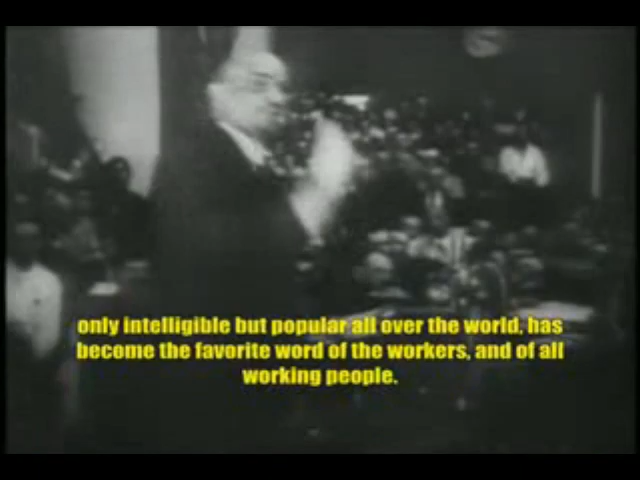 only intelligible but popular all over the world, has
become the favorite word of the workers, and of all
working people.